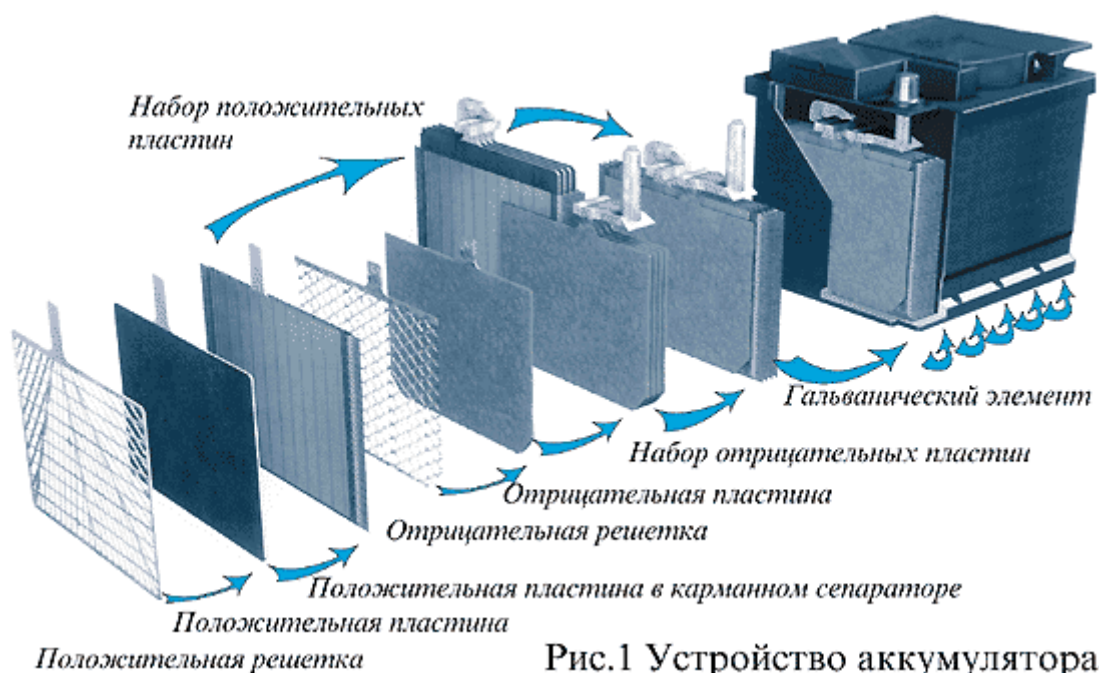 Набор положительных
пластин
Гальванический элемент
Набор отрицательных пластин
Отрицательная пластина
Отрицательная решетка
Положительная пластина в карманном сепараторе
Положительная пластина
Положительная решетка
Рис.1 Устройство аккумулятора